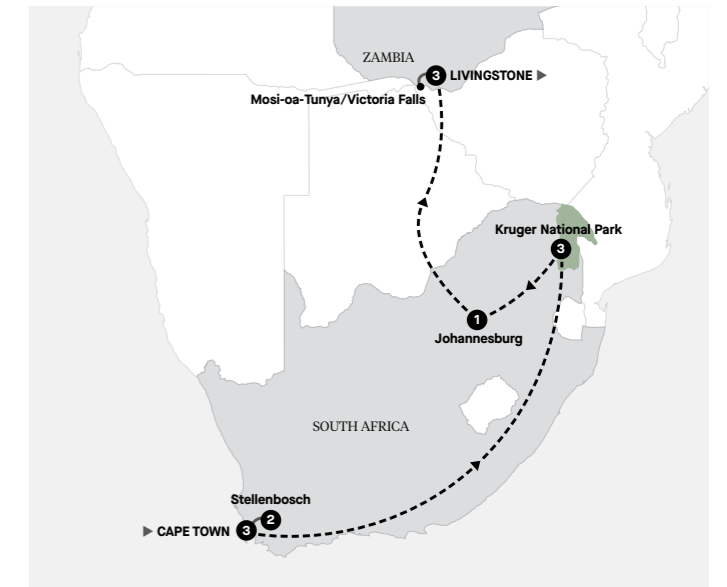 ZAMBIA
3 LIVINGSTONE ▶
Mosi-oa-Tunya/Victoria Falls
Kruger National Park
3
1
Johannesburg
SOUTH AFRICA
Stellenbosch
2
▶ CAPE TOWN 3